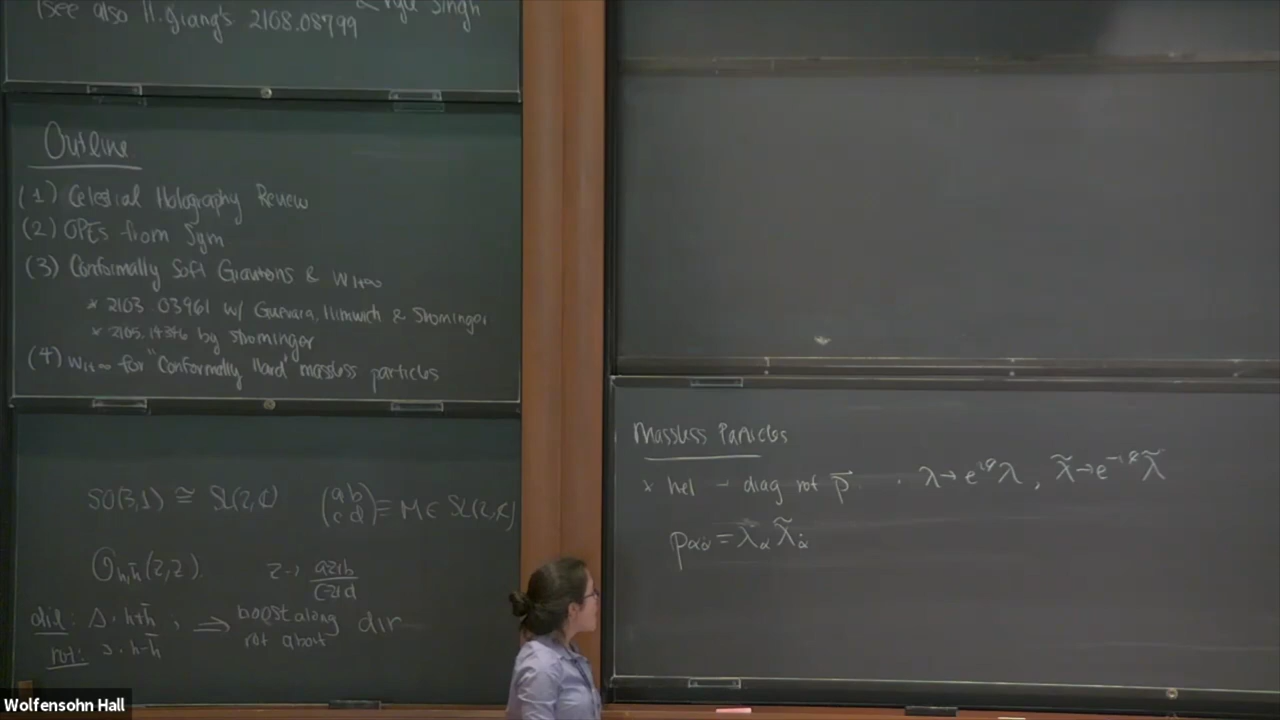 (see also H. Jiang's 2108.08799
Singh
Outline
(1) Celestial Holography Review
(2) OPEs from Sym
(3) Conformally Soft Gravitons & W1+∞
* 2103.03961 w/ Guevara, Himwich & Strominger
* 2105.14346 by Strominger
(4) W1+∞ for "Conformally Hard" massless particles
SO(3,1) ≅ SL(2,C) (a b c d) = M ∈ SL(2,C)
O_{h,h̄}(z,z̄). z → az+b / cz+d
dil: Δ = h+h̄, ⟹ boost along dir
rot: s = h-h̄ rot about
Massless Particles
* hel → diag rot p⃗ λ → e^{iφ}λ, λ̃ → e^{-iφ}λ̃
p_{αα̇} = λ_α λ̃_α̇
Wolfensohn Hall